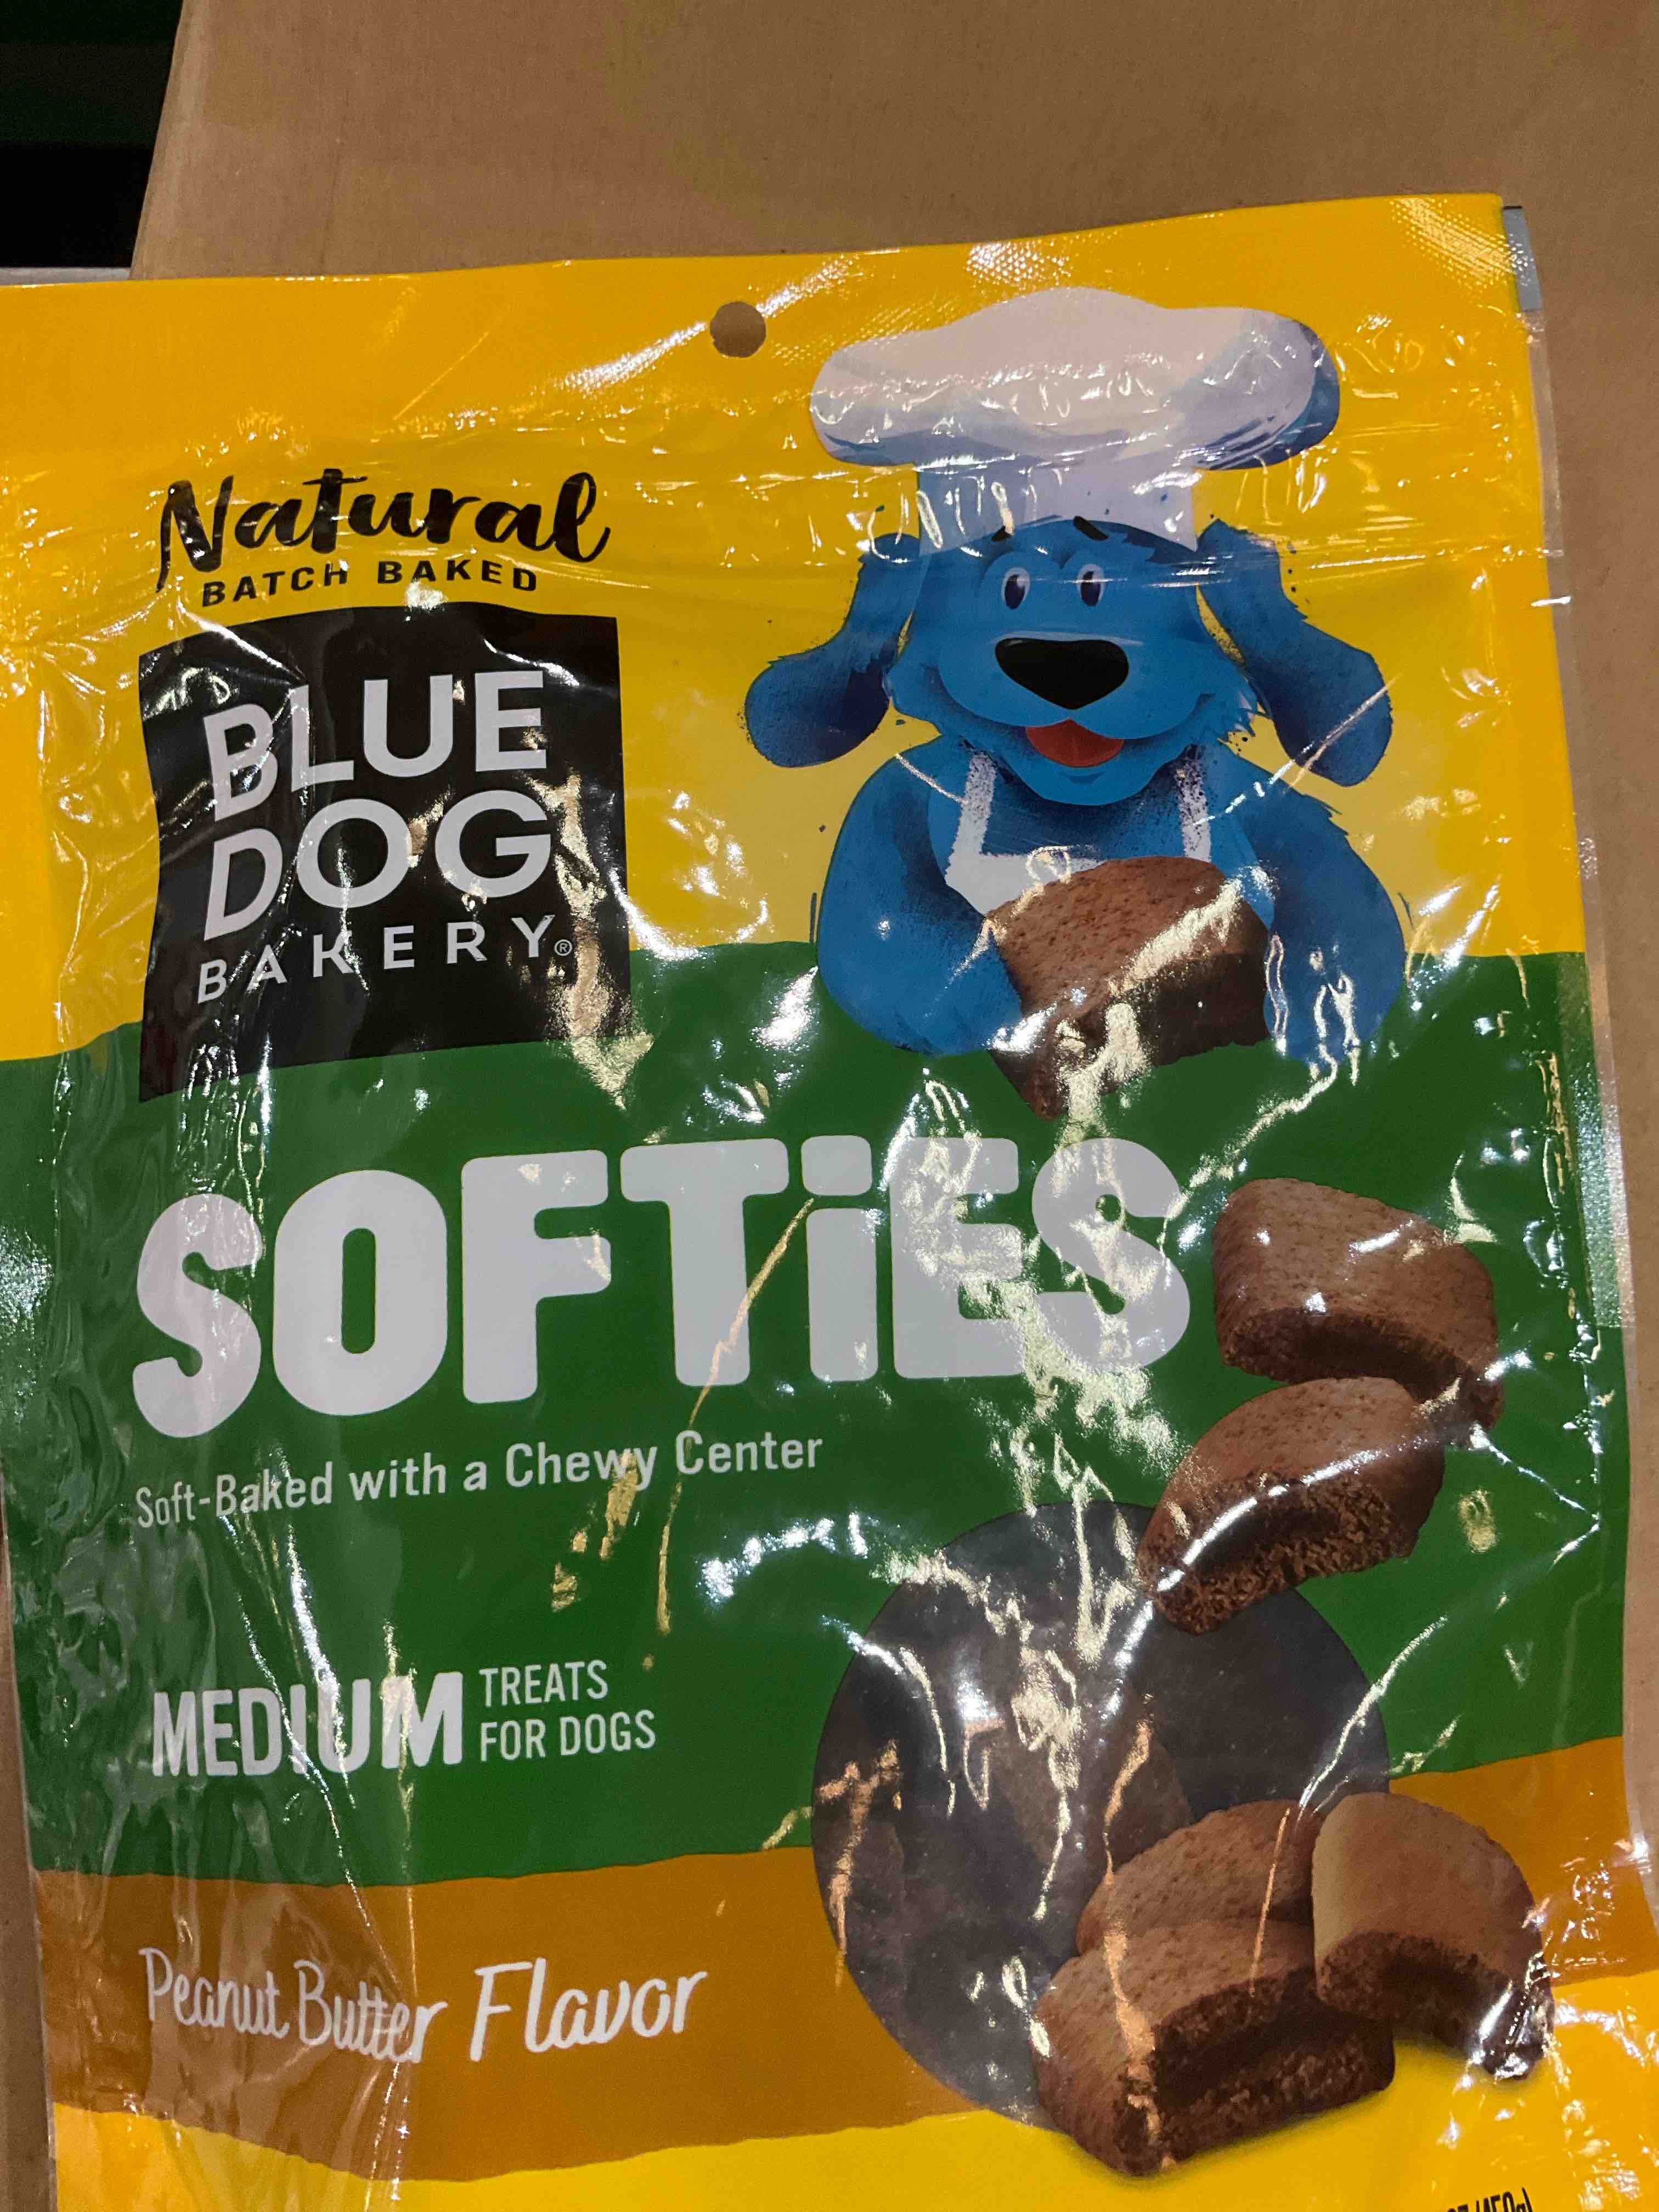 Natural
BATCH BAKED
BLUE
DOG
BAKERY®
SOFTiES
Soft-Baked with a Chewy Center
MEDIUM TREATS
FOR DOGS
Peanut Butter Flavor